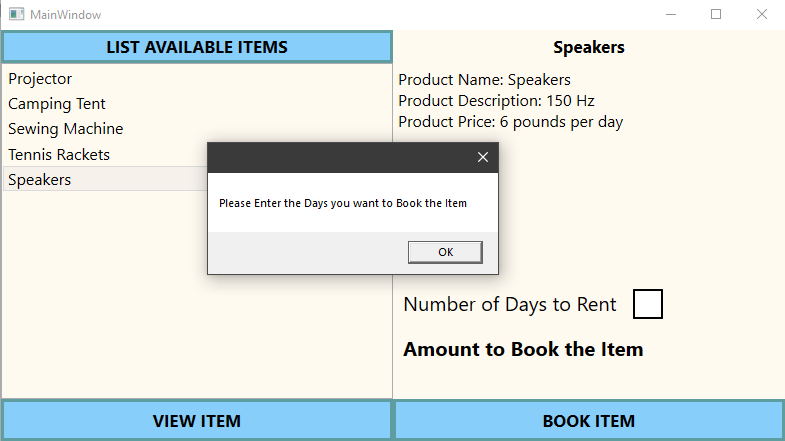 MainWindow
LIST AVAILABLE ITEMS
Projector
Camping Tent
Sewing Machine
Tennis Rackets
Speakers
VIEW ITEM
Speakers
Product Name: Speakers
Product Description: 150 Hz
Product Price: 6 pounds per day
Please Enter the Days you want to Book the Item
OK
Number of Days to Rent
Amount to Book the Item
BOOK ITEM